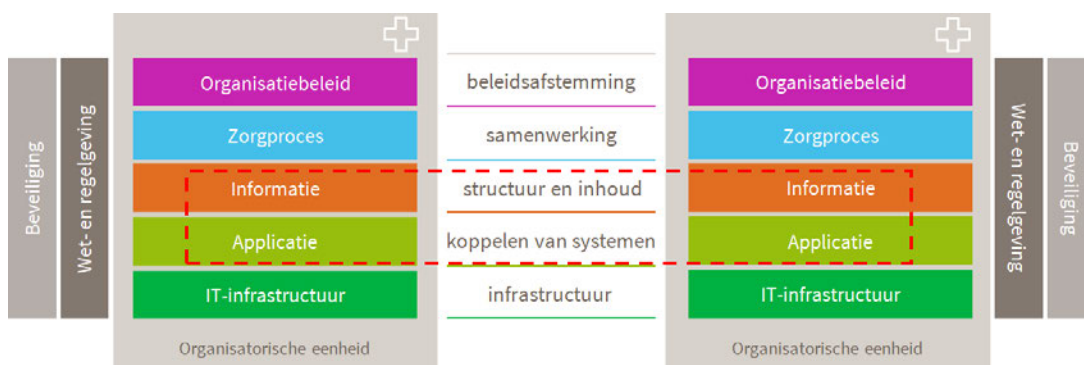 Beveiliging
Wet- en regelgeving
Organisatiebeleid
Zorgproces
Informatie
Applicatie
IT-infrastructuur
Organisatorische eenheid
beleidsafstemming
samenwerking
structuur en inhoud
koppelen van systemen
infrastructuur
Organisatiebeleid
Zorgproces
Informatie
Applicatie
IT-infrastructuur
Organisatorische eenheid
Wet- en regelgeving
Beveiliging